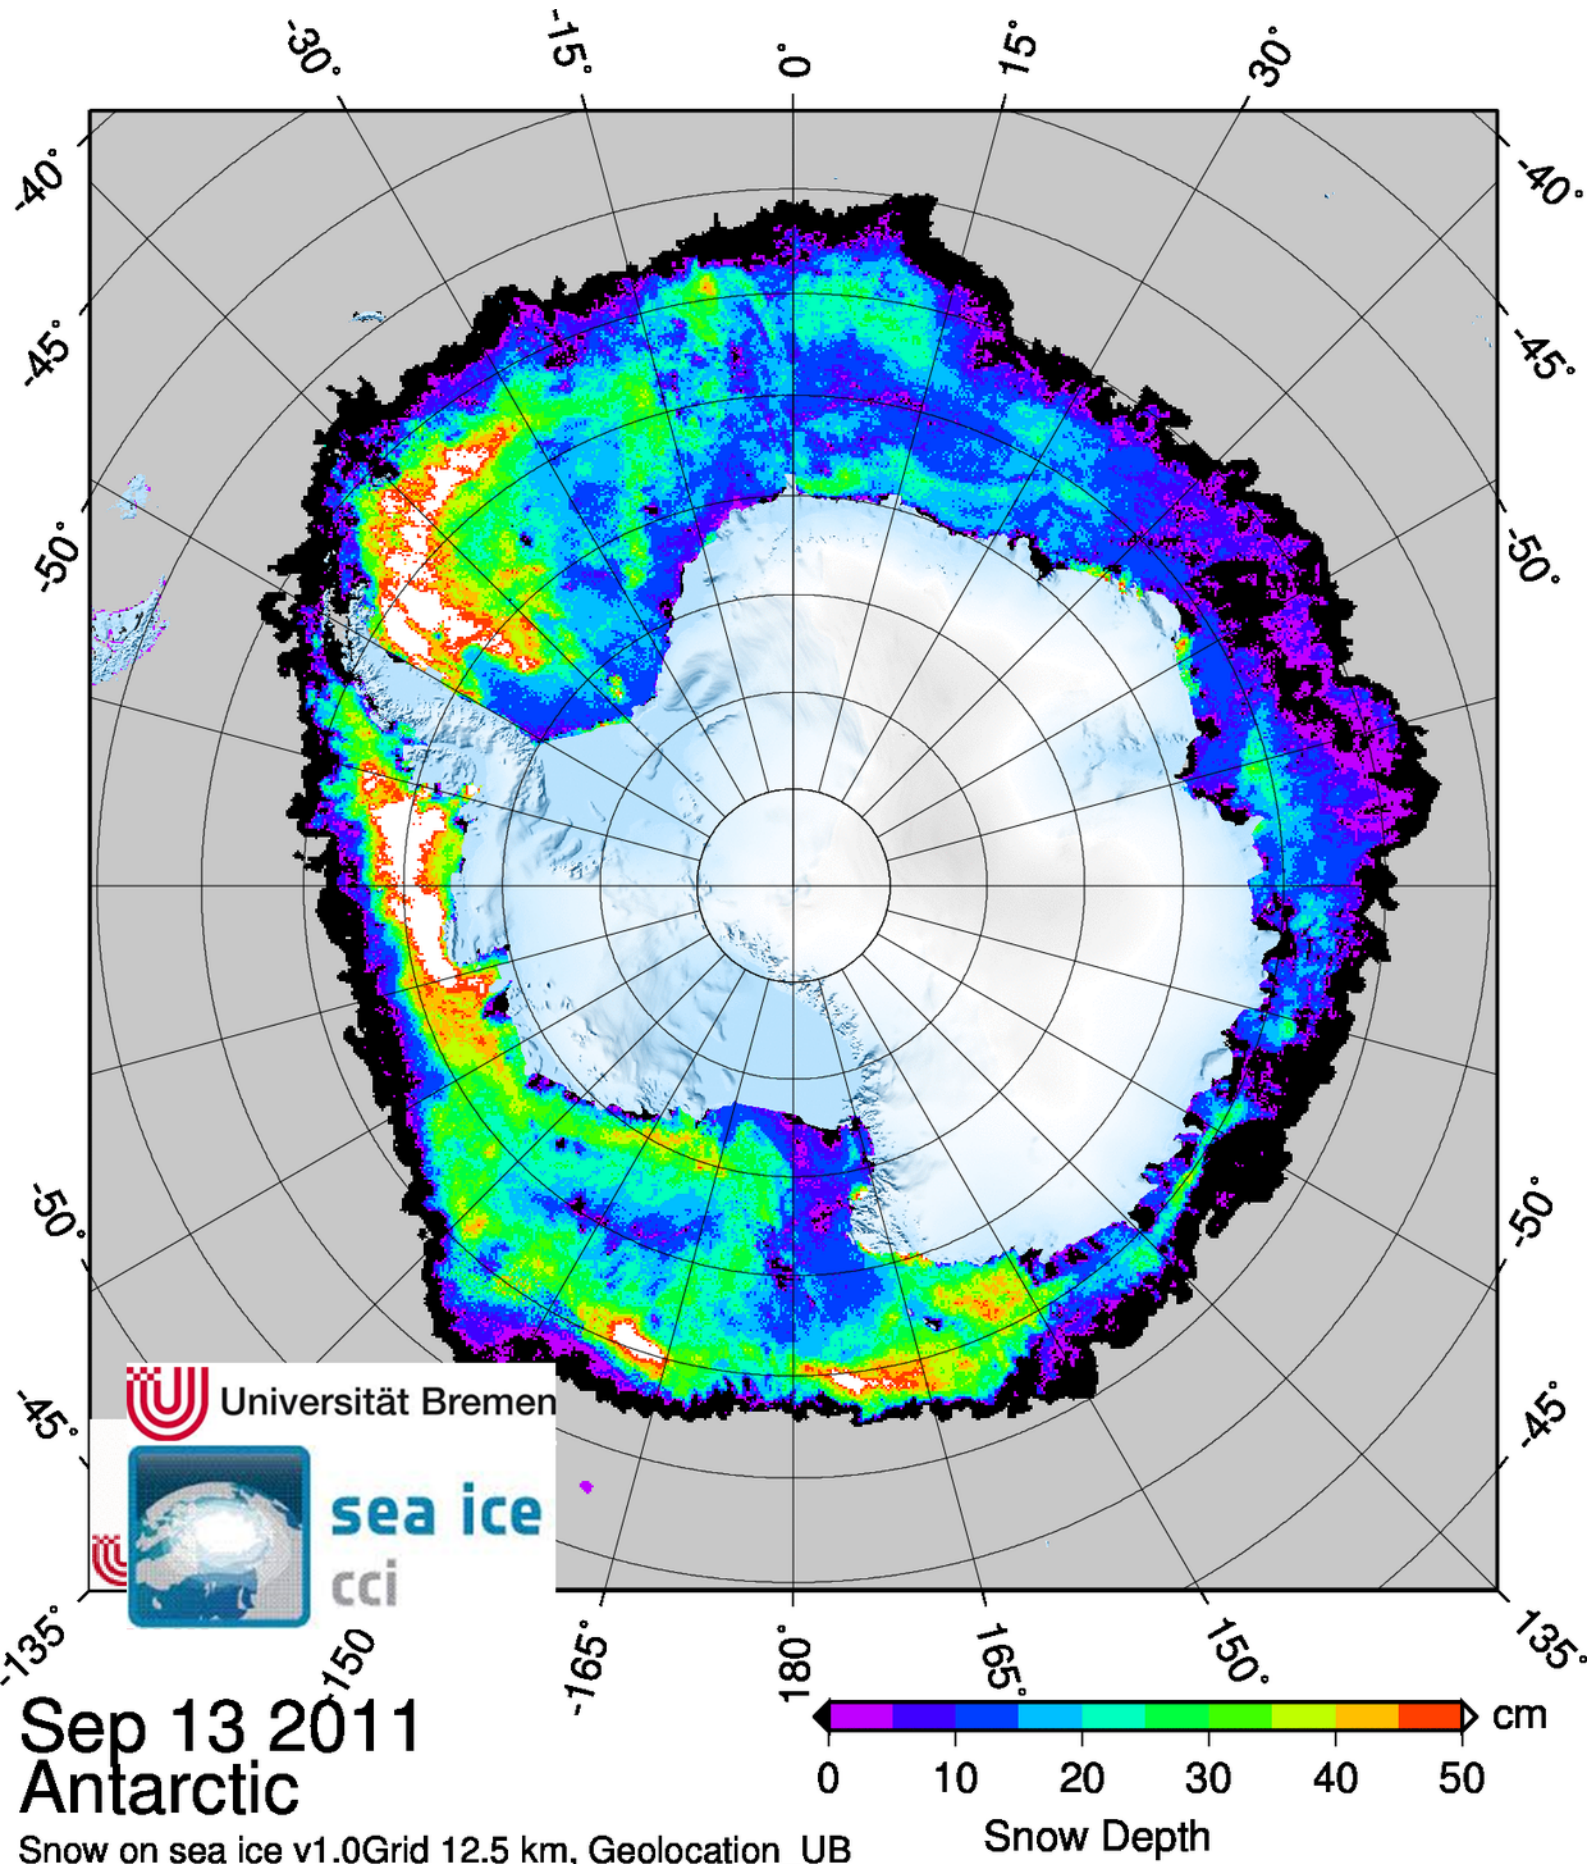 -30°
-15°
0°
15°
30°
-40°
-40°
-45°
-45°
-50°
-50°
-50°
-50°
-45°
-45°
Universität Bremen
sea ice
cci
-135°
-150
-165°
180°
165°
150°
135°
Sep 13 2011
Antarctic
Snow on sea ice v1.0Grid 12.5 km, Geolocation UB
cm
0 10 20 30 40 50
Snow Depth